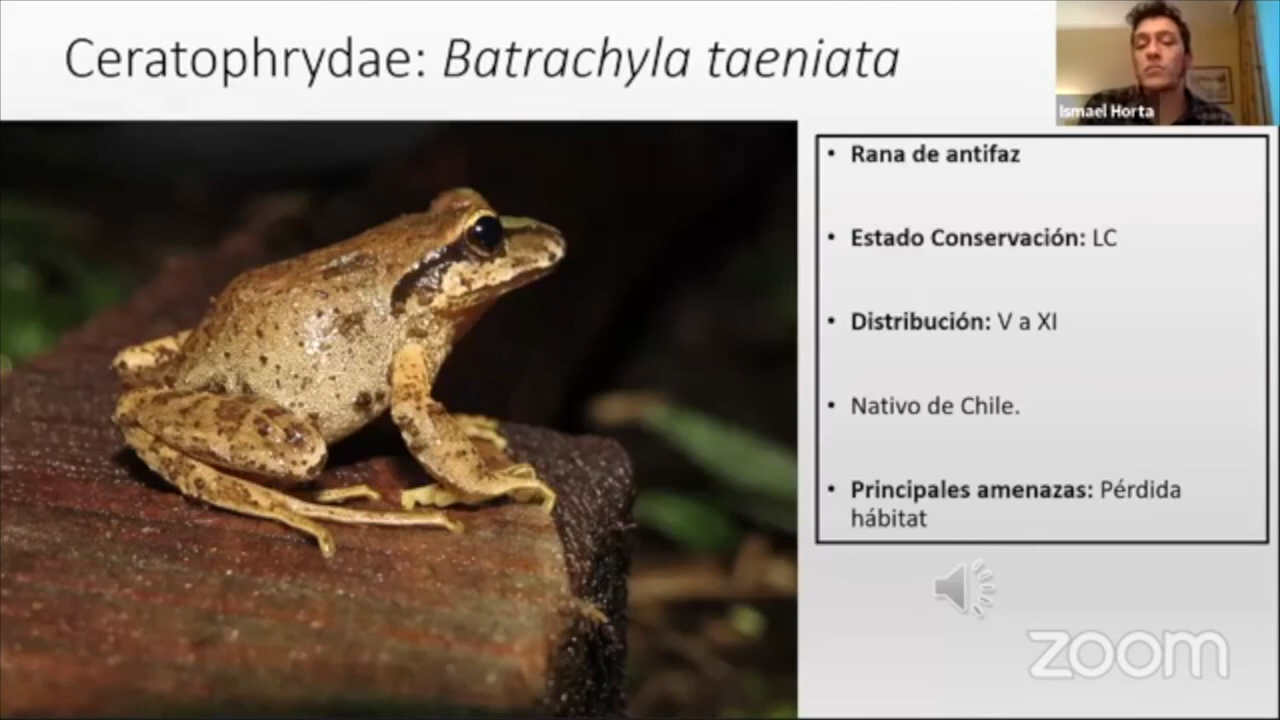 Ceratophrydae: Batrachyla taeniata
Ismael Horta
• Rana de antifaz
• Estado Conservación: LC
• Distribución: V a XI
• Nativo de Chile.
• Principales amenazas: Pérdida
hábitat
zoom